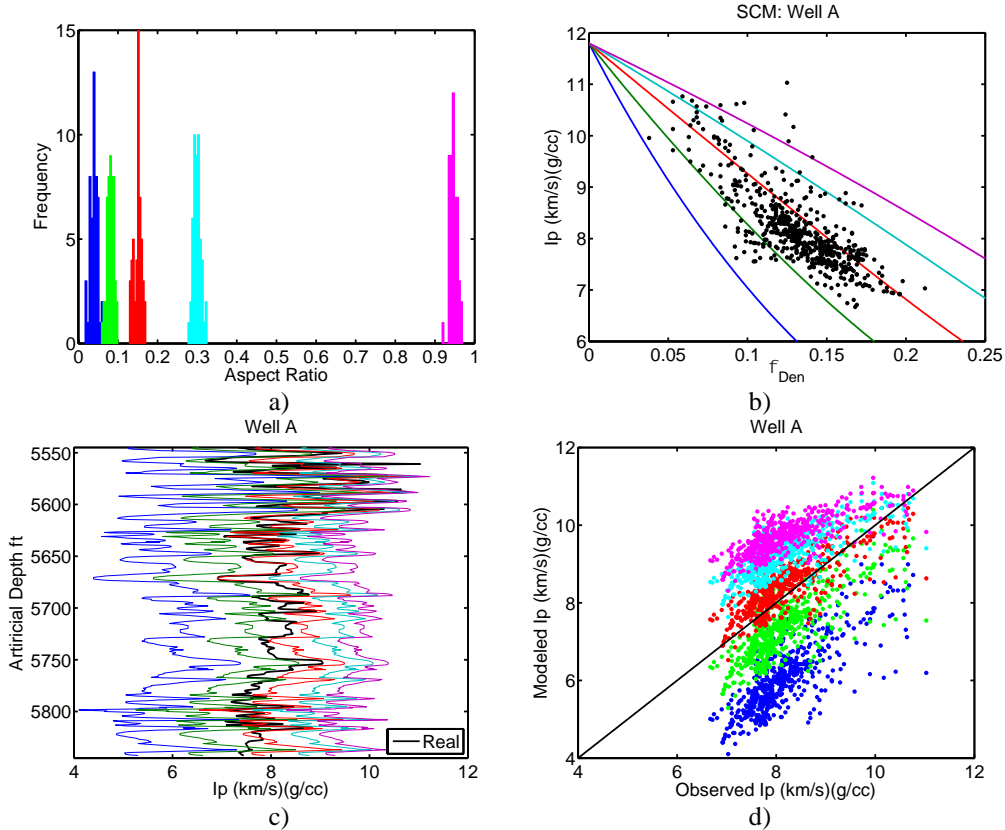 15
10
5
0
0 0.1 0.2 0.3 0.4 0.5 0.6 0.7 0.8 0.9 1
Frequency
Aspect Ratio
a)
SCM: Well A
12
11
10
9
8
7
6
0 0.05 0.1 0.15 0.2 0.25
Ip (km/s)(g/cc)
f Den
b)
Well A
5550
5600
5650
5700
5750
5800
4 6 8 10 12
Artiricial Depth ft
Real
Ip (km/s)(g/cc)
c)
Well A
12
10
8
6
4
4 6 8 10 12
Modeled Ip (km/s)(g/cc)
Observed Ip (km/s)(g/cc)
d)